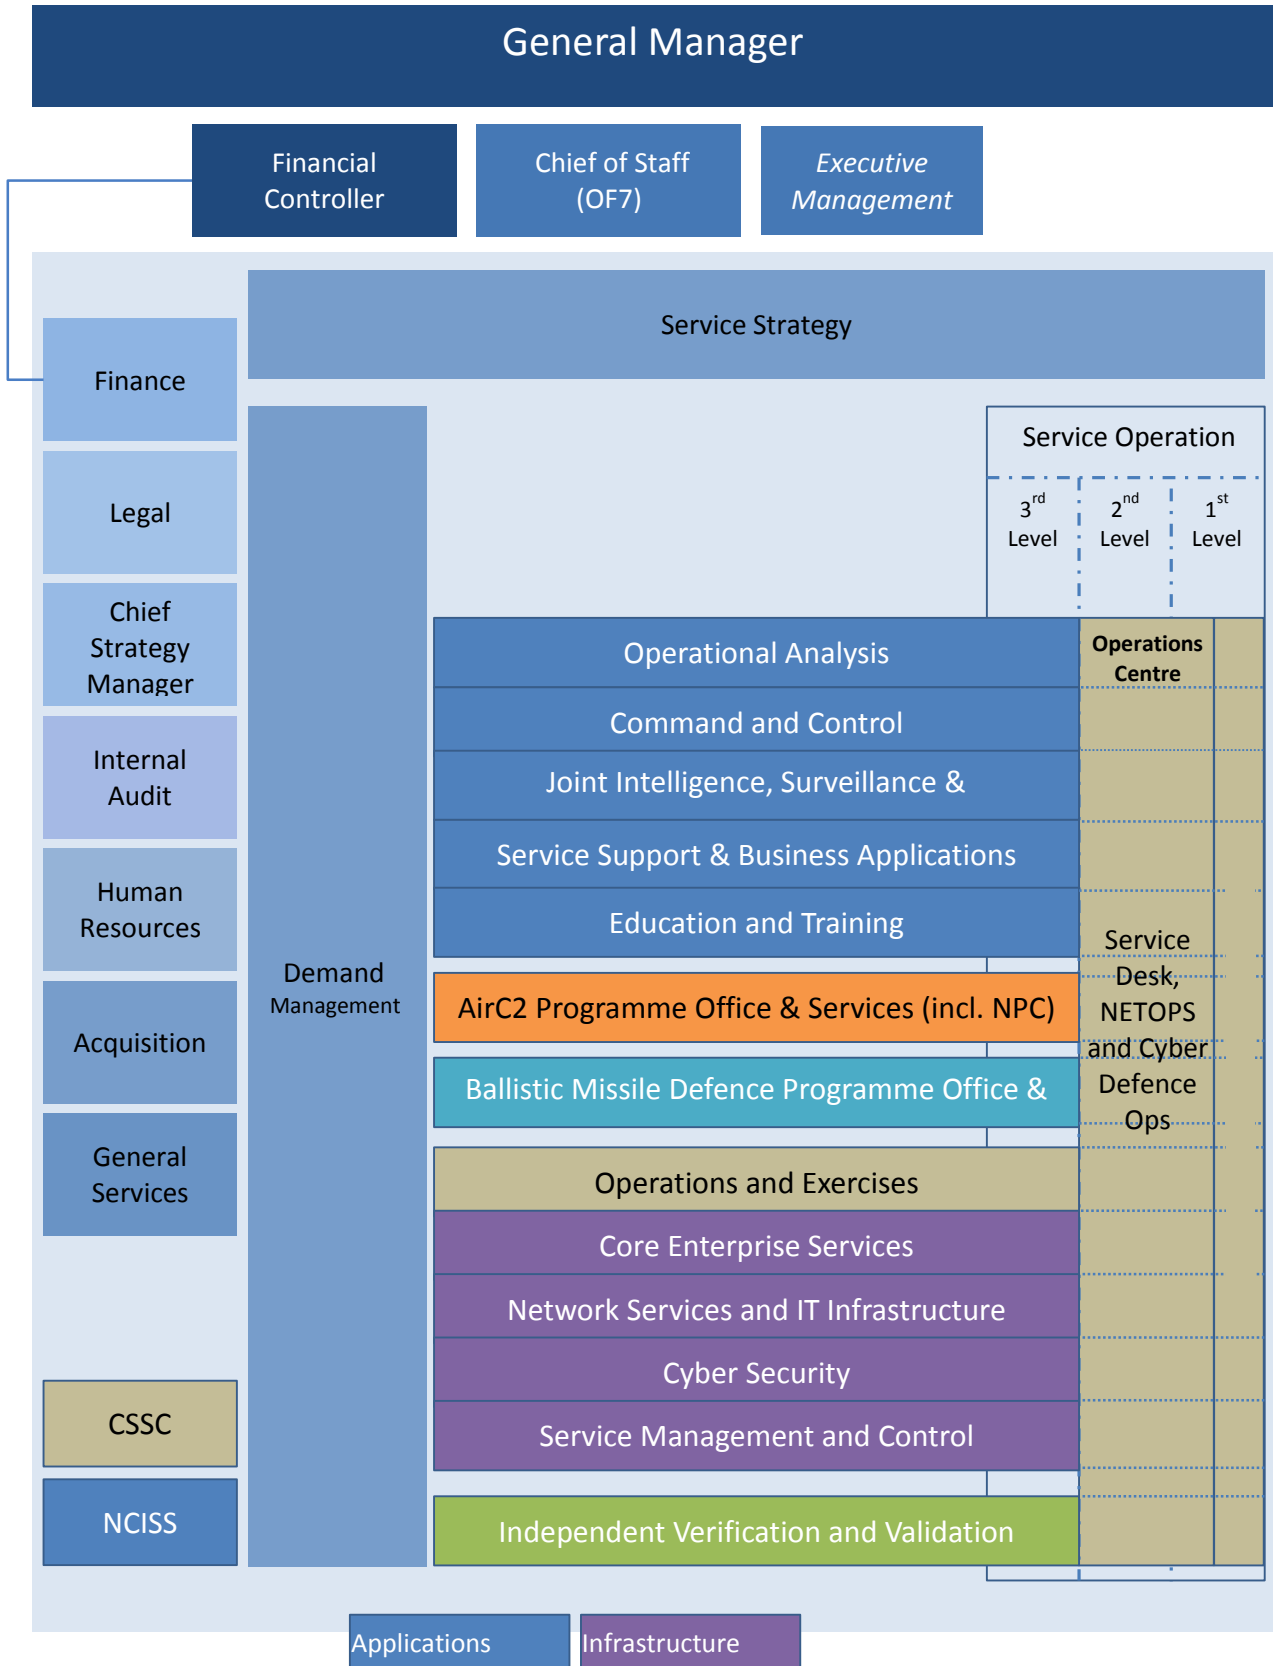 General Manager
Financial
Controller
Chief of Staff
(OF7)
Executive
Management
Service Strategy
Finance
Legal
Chief
Strategy
Manager
Internal
Audit
Human
Resources
Acquisition
General
Services
CSSC
NCISS
Demand
Management
Service Operation
3rd
Level
2nd
Level
1st
Level
Operational Analysis
Command and Control
Joint Intelligence, Surveillance &
Service Support & Business Applications
Education and Training
AirC2 Programme Office & Services (incl. NPC)
Ballistic Missile Defence Programme Office &
Operations and Exercises
Core Enterprise Services
Network Services and IT Infrastructure
Cyber Security
Service Management and Control
Independent Verification and Validation
Operations
Centre
Service
Desk,
NETOPS
and Cyber
Defence
Ops
Applications
Infrastructure